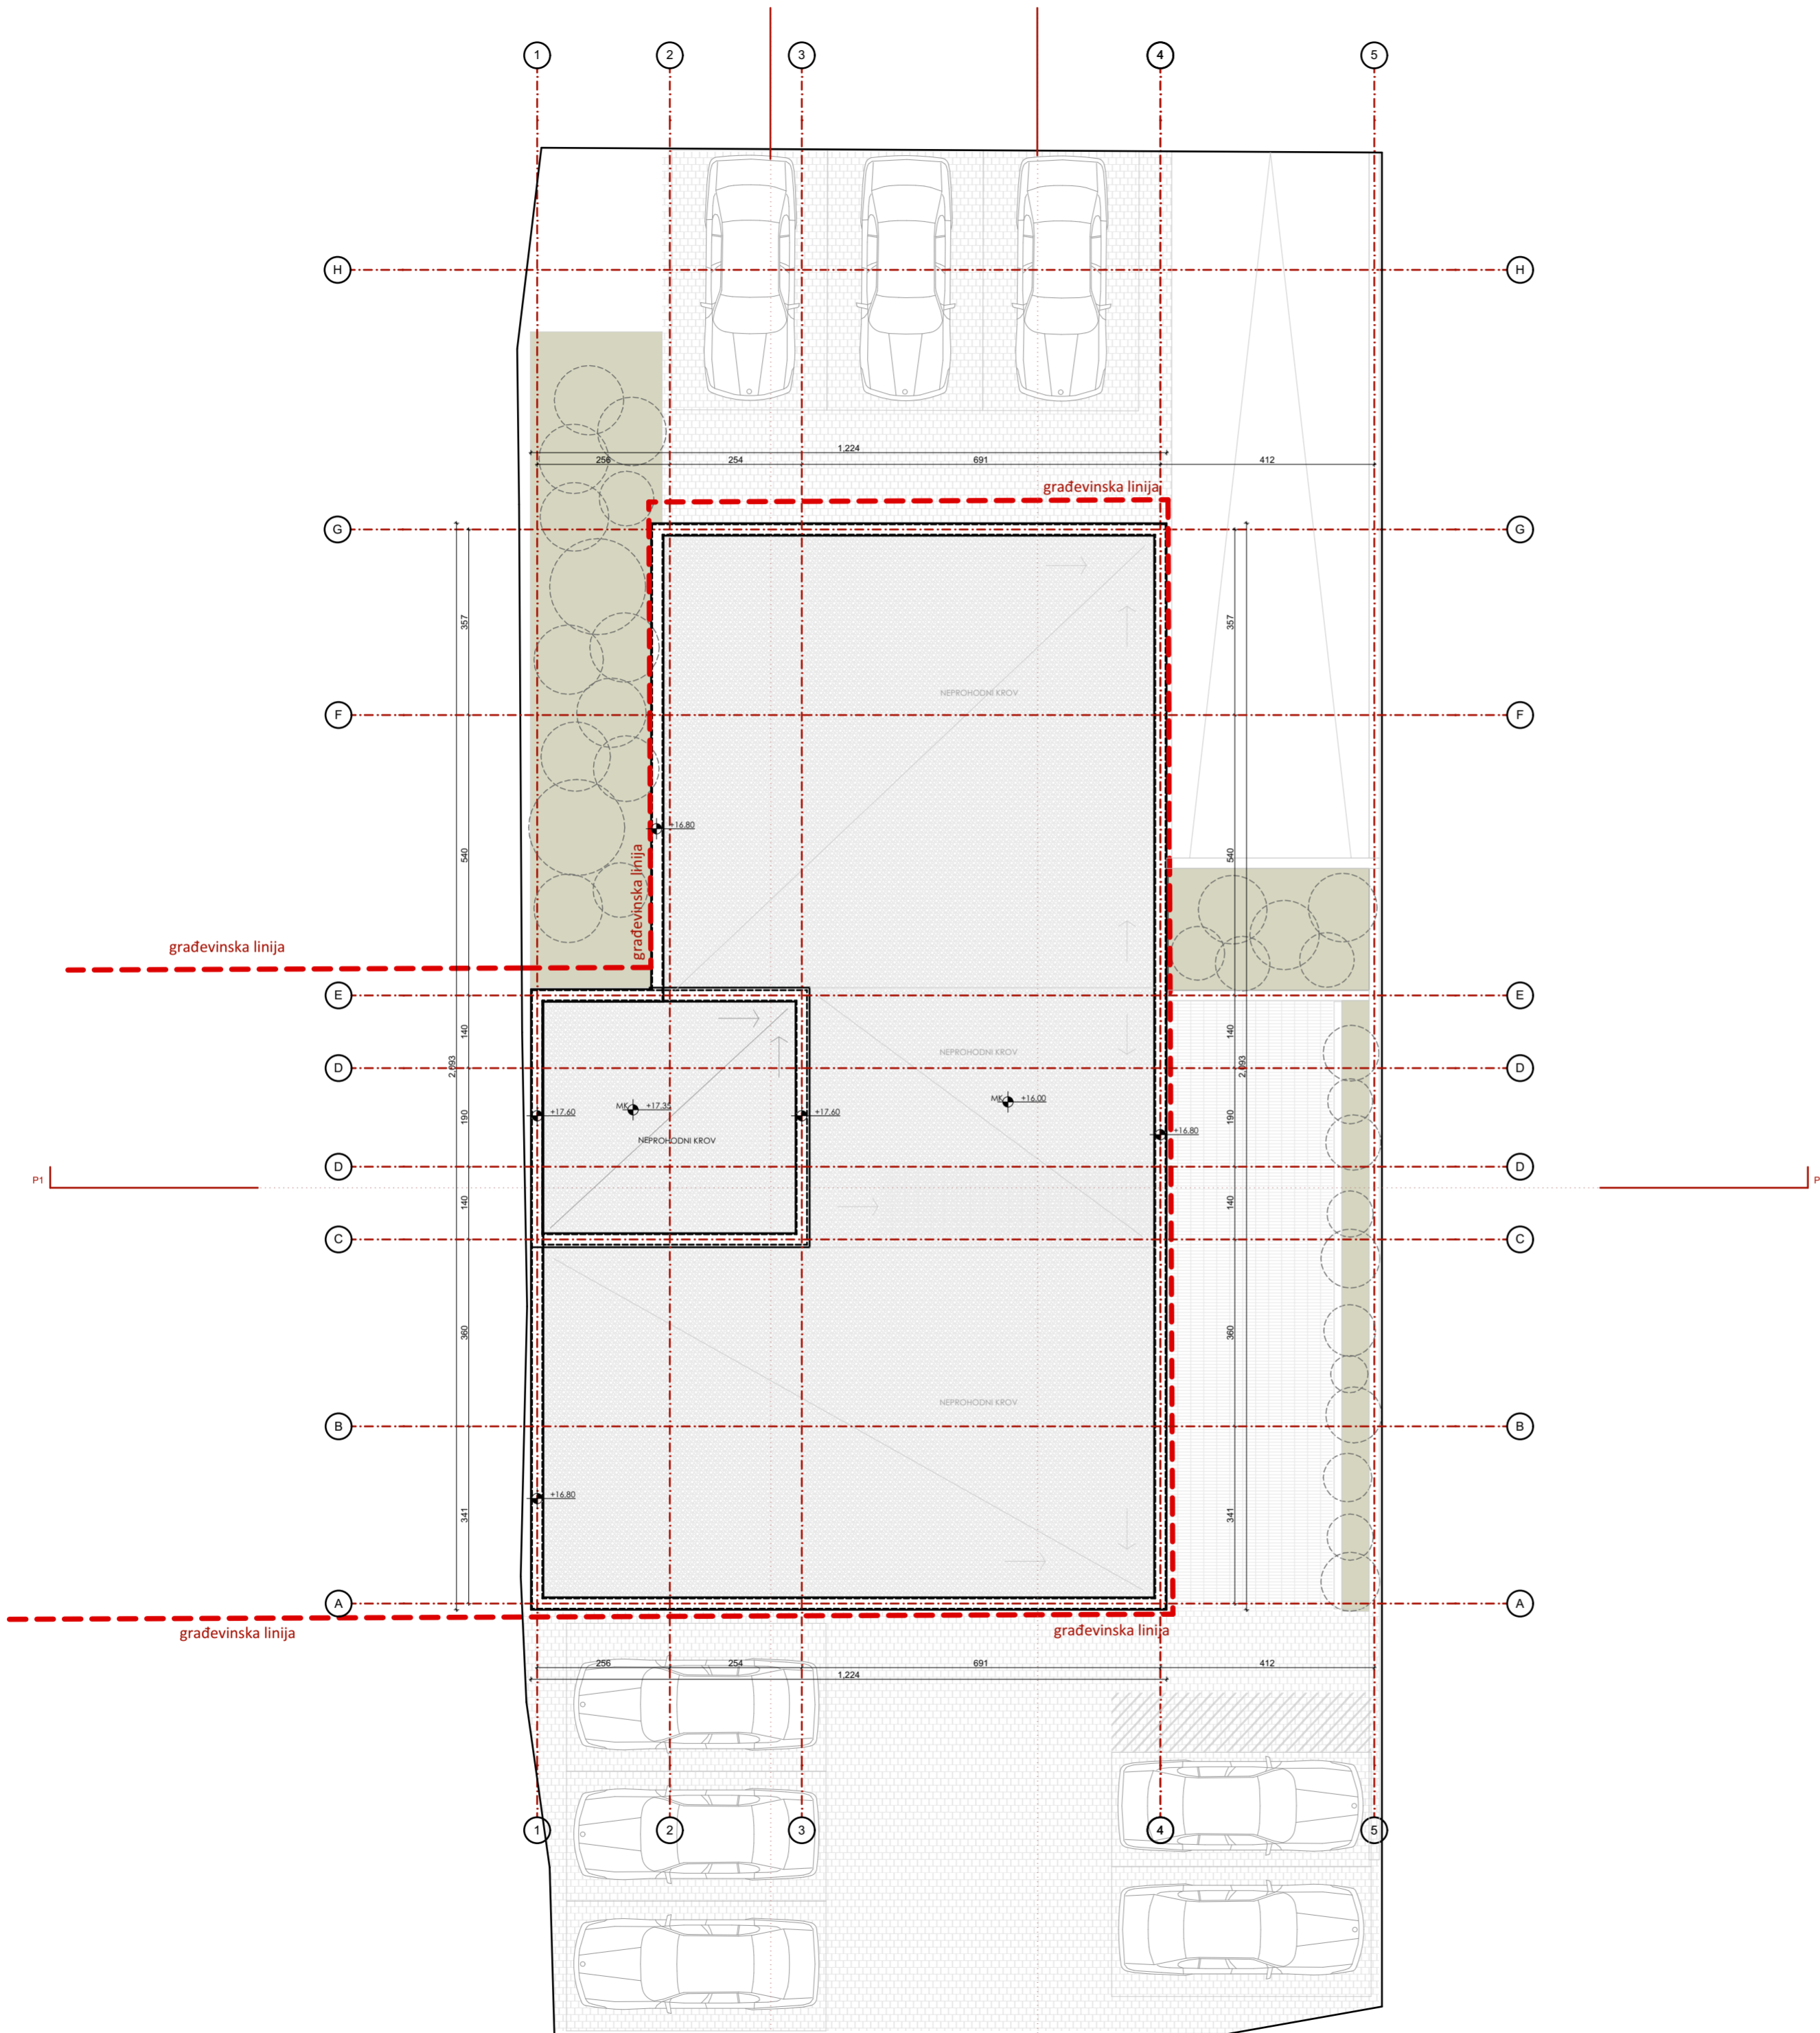 1 2 3 4 5
H H
1,224
256 254 691 412
građevinska linija
G G
357 357
NEPROHODNI KROV
F F
+16.80
540 540
građevinska linija
građevinska linija
E E
140 140
NEPROHODNI KROV
2,693 2,693
D D
MK +16.00
MK +17.35
+17.60 +17.60
190 190
+16.80
NEPROHODNI KROV
D D
P1 P
140 140
C C
360 360
NEPROHODNI KROV
B B
+16.80
341 341
A A
građevinska linija građevinska linija
256 254 691 412
1,224
1 2 3 4 5